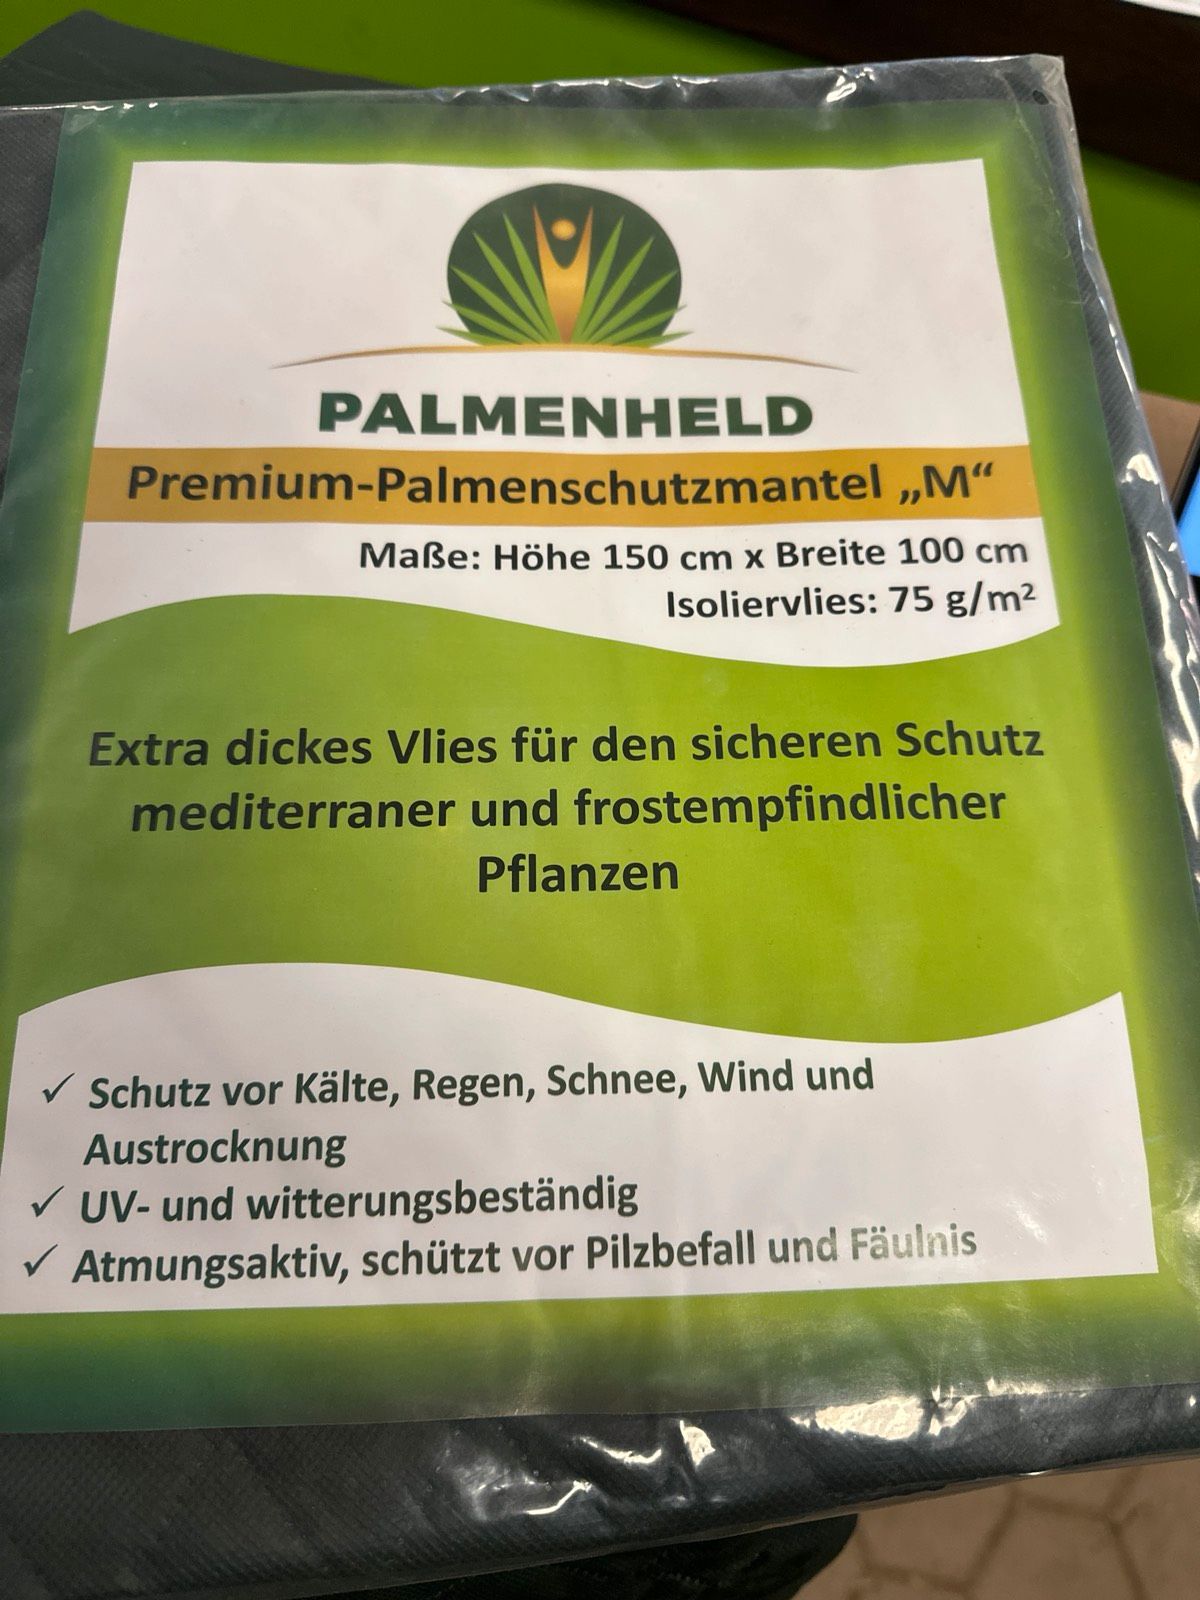 PALMENHELD
Premium-Palmenschutzmantel „M“
Maße: Höhe 150 cm x Breite 100 cm
Isoliervlies: 75 g/m²
Extra dickes Vlies für den sicheren Schutz
mediterraner und frostempfindlicher
Pflanzen
✓ Schutz vor Kälte, Regen, Schnee, Wind und
Austrocknung
✓ UV- und witterungsbeständig
✓ Atmungsaktiv, schützt vor Pilzbefall und Fäulnis